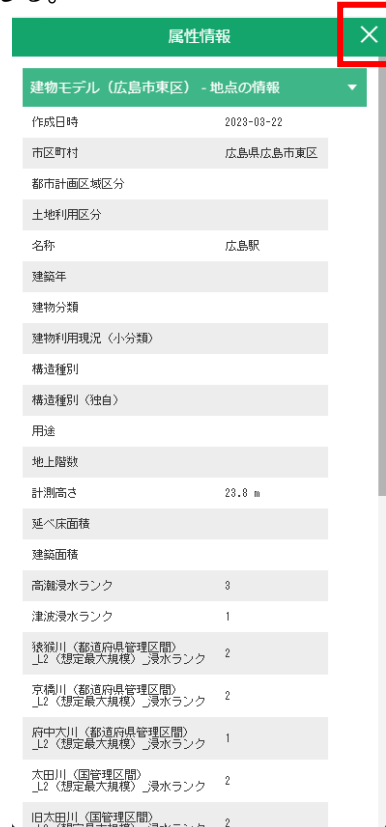 属性情報
建物モデル（広島市東区） - 地点の情報
作成日時 2023-03-22
市区町村 広島県広島市東区
都市計画区域区分
土地利用区分
名称 広島駅
建築年
建物分類
建物利用現況（小分類）
構造種別
構造種別（独自）
用途
地上階数
計測高さ 23.8 m
延べ床面積
建築面積
高潮浸水ランク 3
津波浸水ランク 1
猿猴川（都道府県管理区間）
_L2（想定最大規模）_浸水ランク 2
京橋川（都道府県管理区間）
_L2（想定最大規模）_浸水ランク 2
府中大川（都道府県管理区間）
_L2（想定最大規模）_浸水ランク 1
太田川（国管理区間）
_L2（想定最大規模）_浸水ランク 2
旧太田川（国管理区間）
2